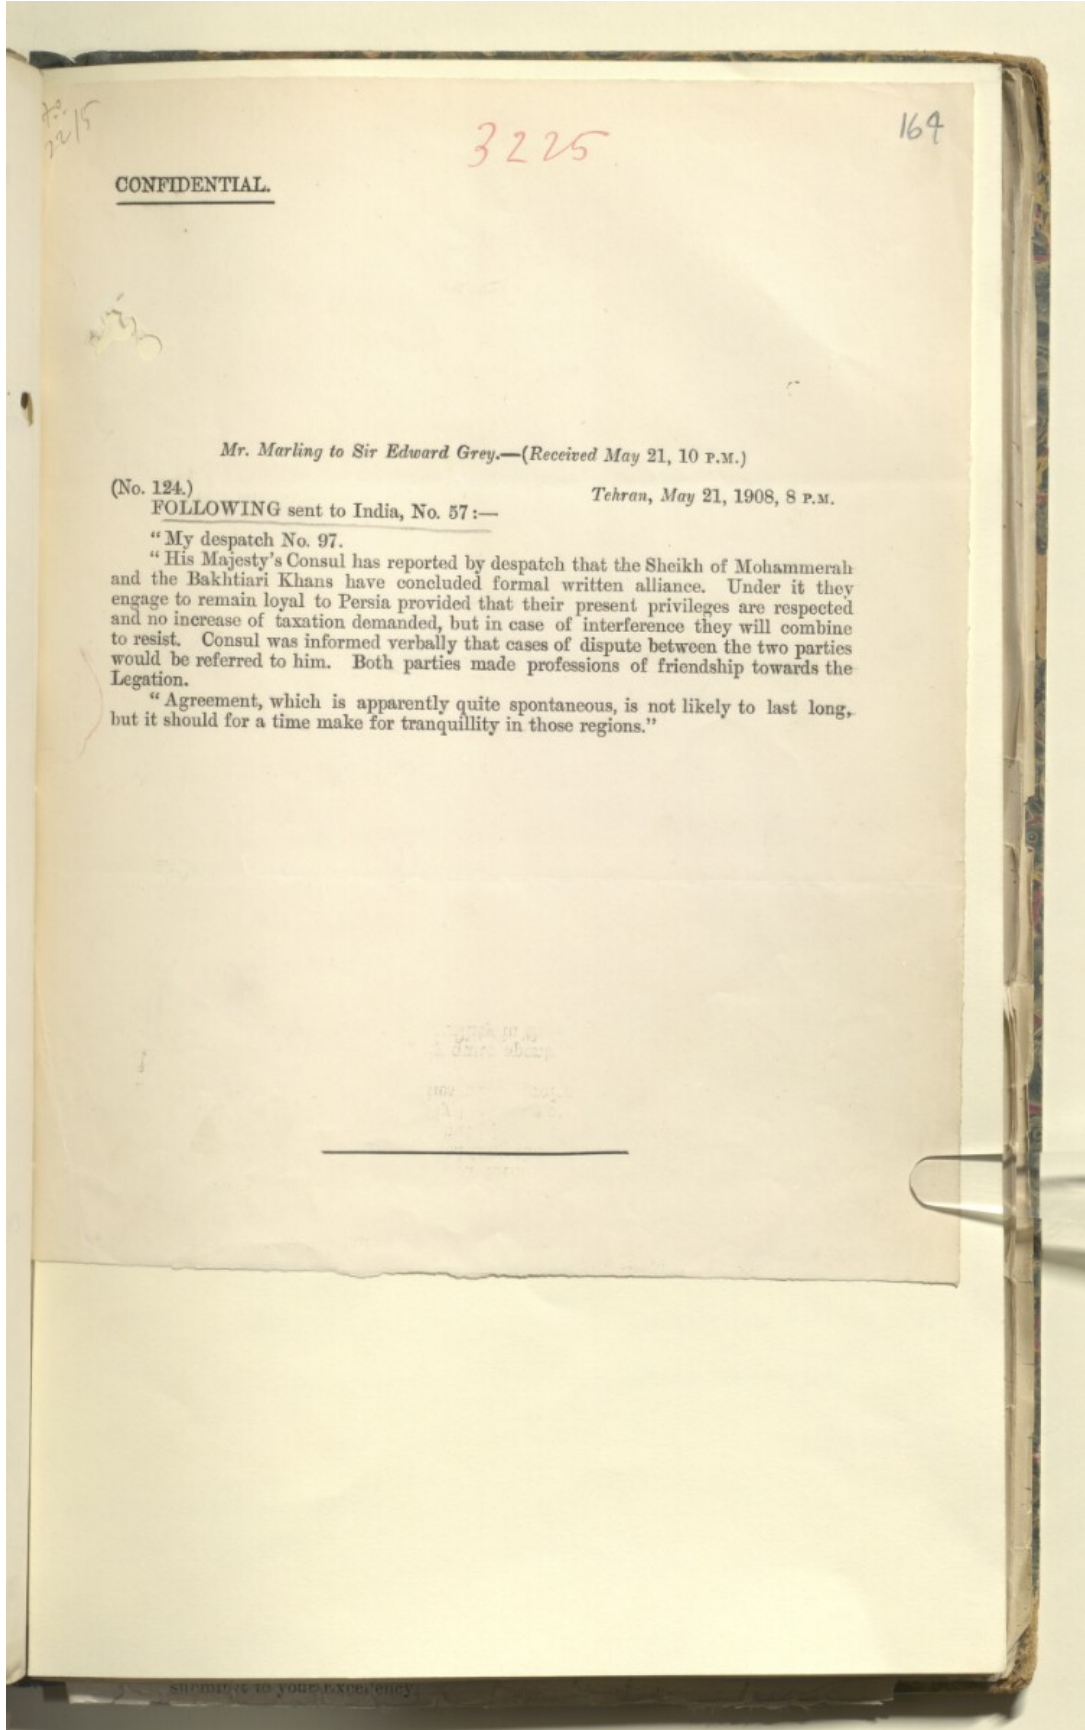 22/5
3225
164
CONFIDENTIAL.
Mr. Marling to Sir Edward Grey.—(Received May 21, 10 P.M.)
(No. 124.)
Tehran, May 21, 1908, 8 P.M.
FOLLOWING sent to India, No. 57:—
“My despatch No. 97.
“His Majesty's Consul has reported by despatch that the Sheikh of Mohammerah
and the Bakhtiari Khans have concluded formal written alliance. Under it they
engage to remain loyal to Persia provided that their present privileges are respected
and no increase of taxation demanded, but in case of interference they will combine
to resist. Consul was informed verbally that cases of dispute between the two parties
would be referred to him. Both parties made professions of friendship towards the
Legation.
“Agreement, which is apparently quite spontaneous, is not likely to last long,
but it should for a time make for tranquillity in those regions.”
to your Excellency.